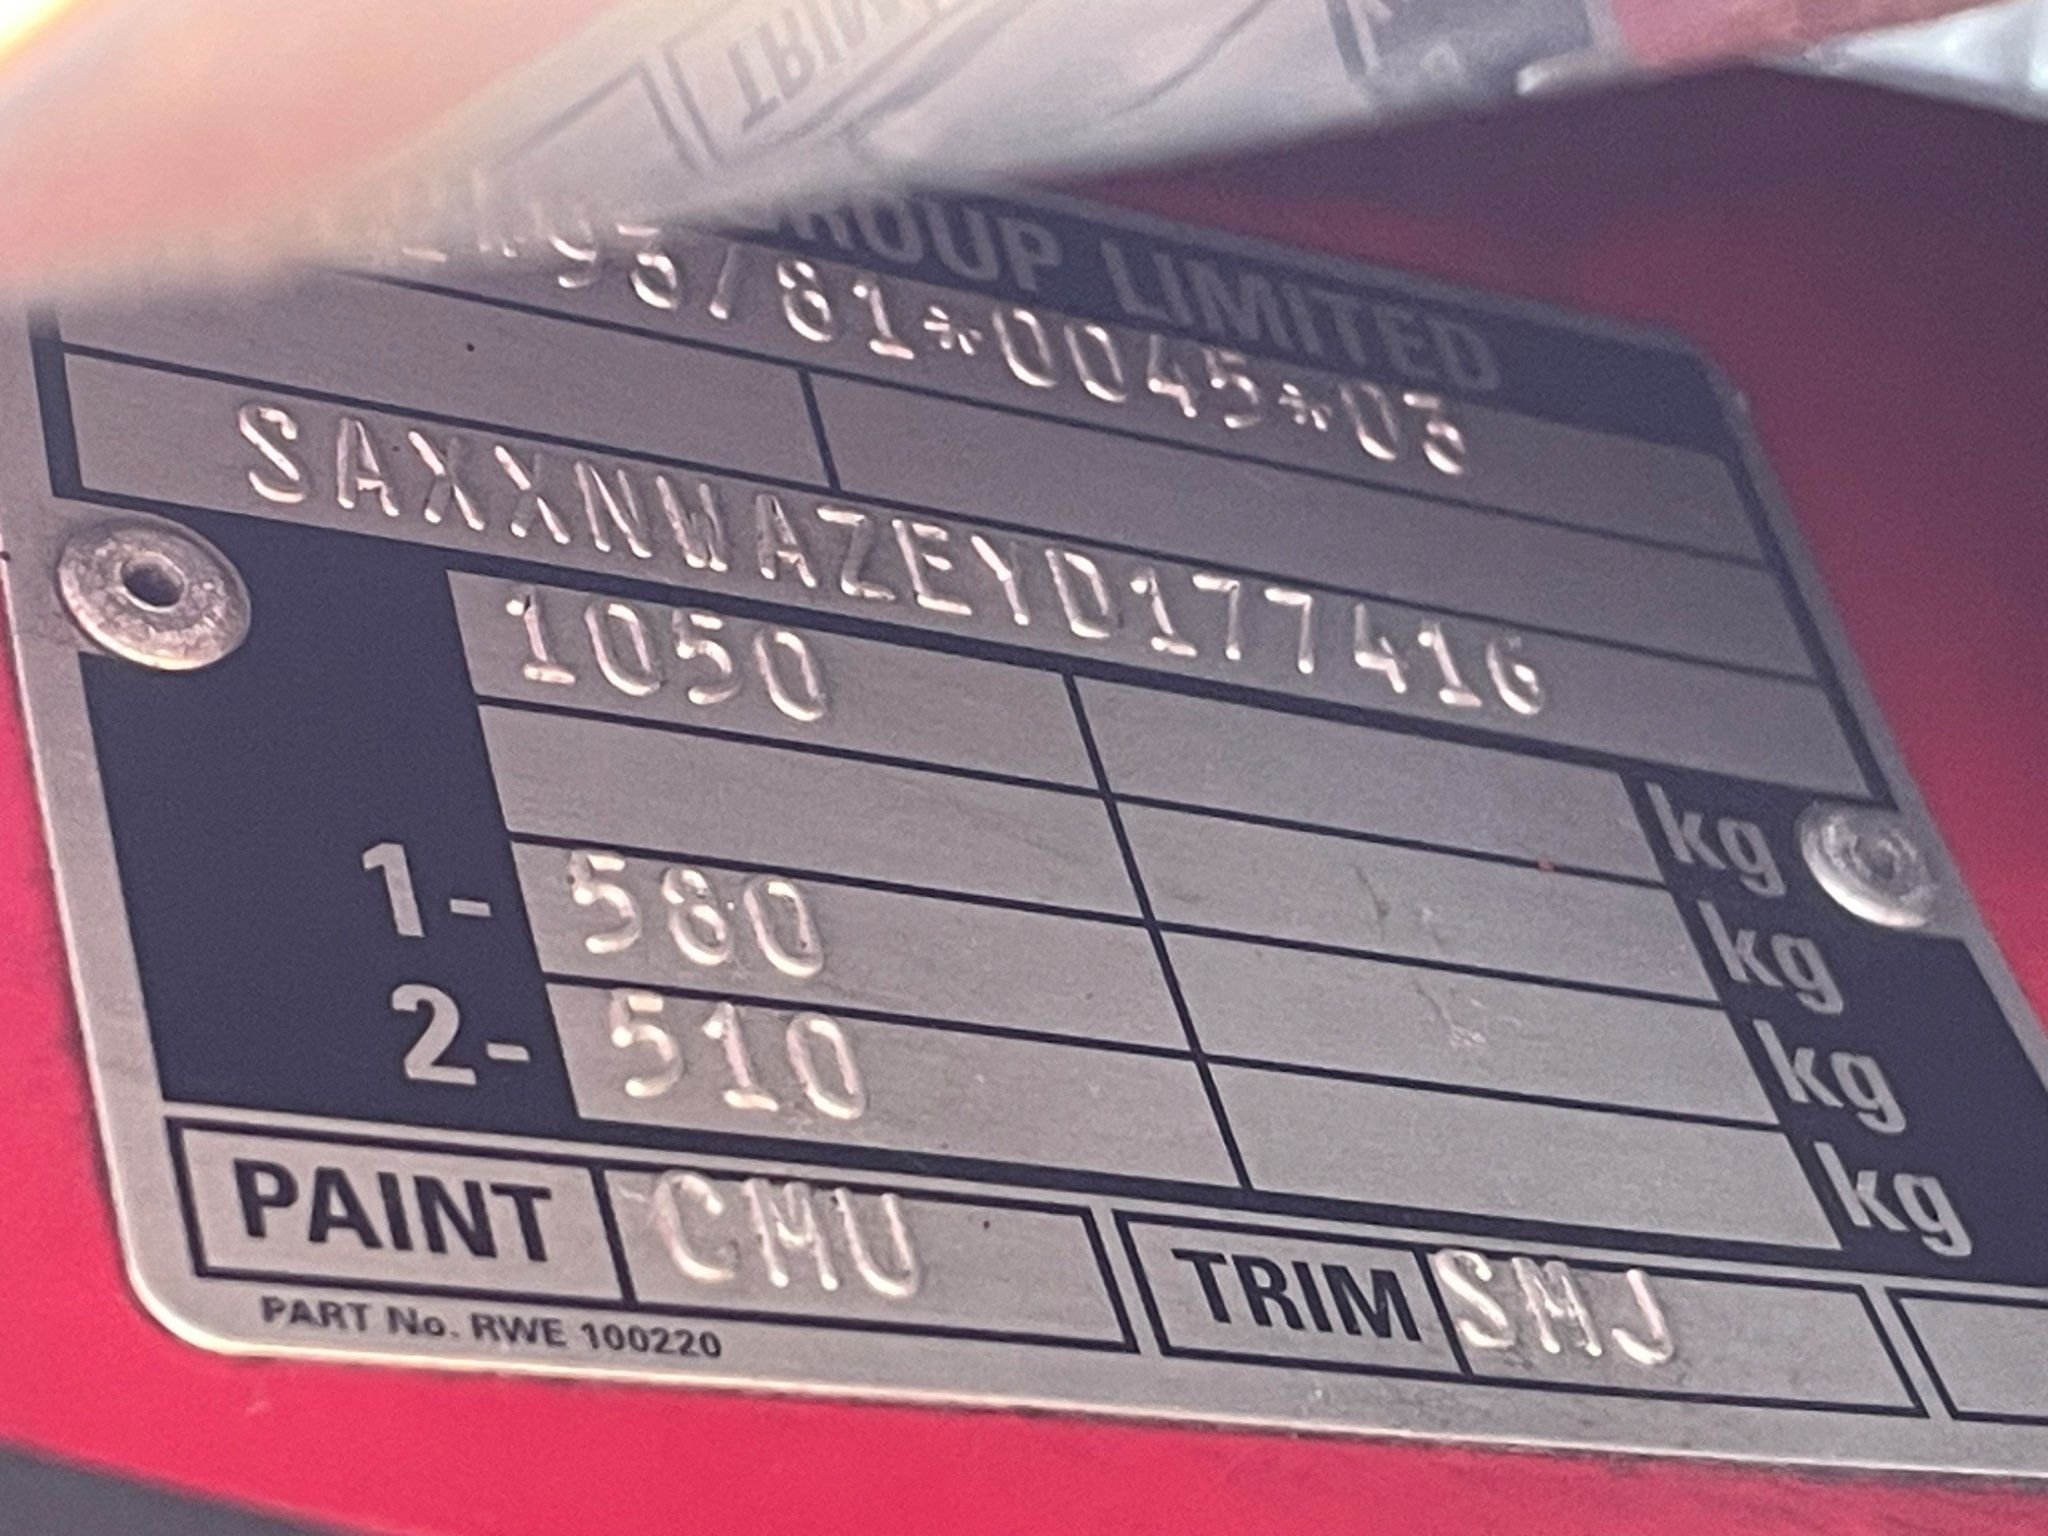 GROUP LIMITED
*93/81*0045*03
SAXXNWAZEYD177416
1050 kg
kg
1- 580 kg
2- 510 kg
PAINT CMU TRIM SMJ
PART No. RWE 100220